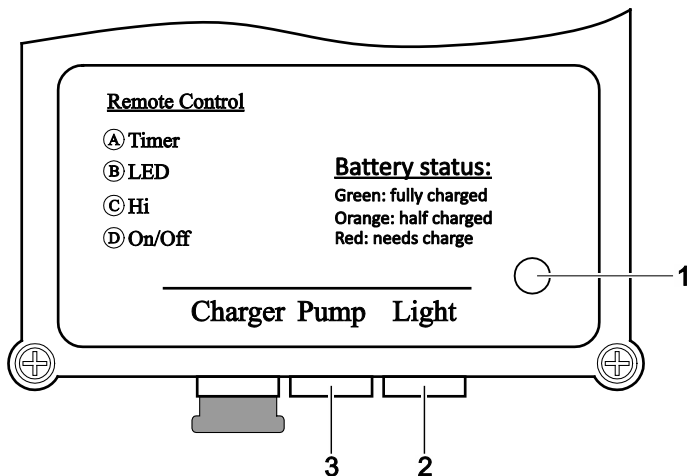 Remote Control
Ⓐ Timer
Ⓑ LED
Ⓒ Hi
Ⓓ On/Off
Battery status:
Green: fully charged
Orange: half charged
Red: needs charge
1
Charger Pump Light
3 2